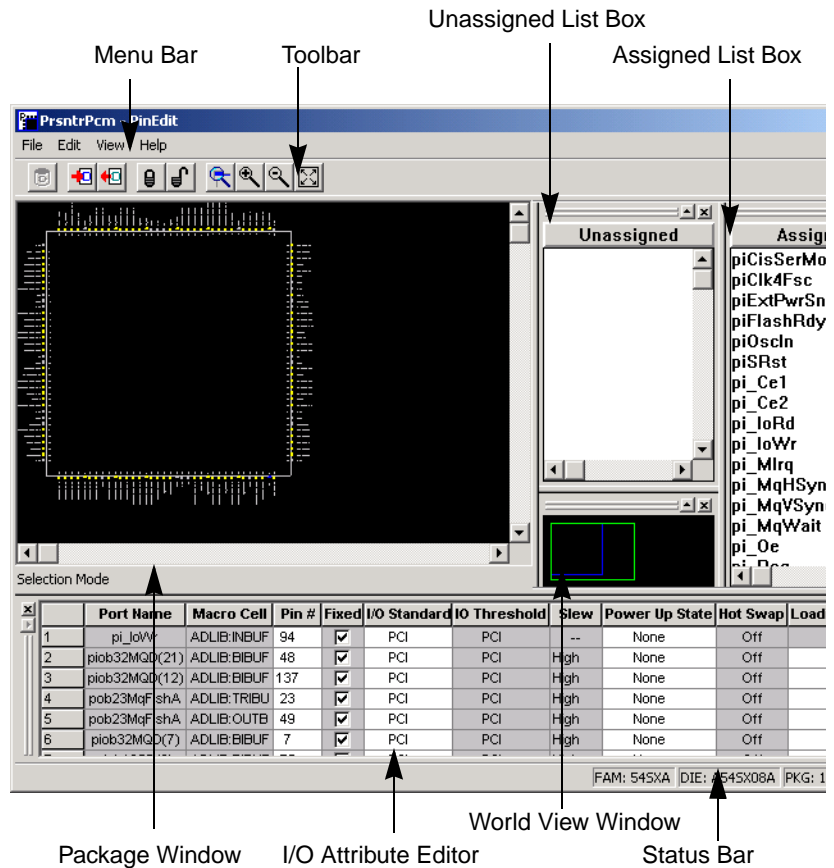 Unassigned List Box
Menu Bar Toolbar Assigned List Box
PrsntrPcm - PinEdit
File Edit View Help
Unassigned
Assign
piCisSerMo
piClk4Fsc
piExtPwrSn
piFlashRdy
piOscIn
piSRst
pi_Ce1
pi_Ce2
pi_IoRd
pi_IoWr
pi_MIrq
pi_MqHSyn
pi_MqVSyn
pi_MqWait
pi_Oe
Selection Mode
Port Name Macro Cell Pin # Fixed I/O Standard IO Threshold Slew Power Up State Hot Swap Load
1 pi_IoWr ADLIB:INBUF 94 PCI PCI -- None Off
2 piob32MQD(21) ADLIB:BIBUF 48 PCI PCI High None Off
3 piob32MQD(12) ADLIB:BIBUF 137 PCI PCI High None Off
4 pob23MqFlshA ADLIB:TRIBU 23 PCI PCI High None Off
5 pob23MqFlshA ADLIB:OUTB 49 PCI PCI High None Off
6 piob32MQD(7) ADLIB:BIBUF 7 PCI PCI High None Off
FAM: 54SXA DIE: A54SX08A PKG: 1
World View Window
Package Window I/O Attribute Editor Status Bar